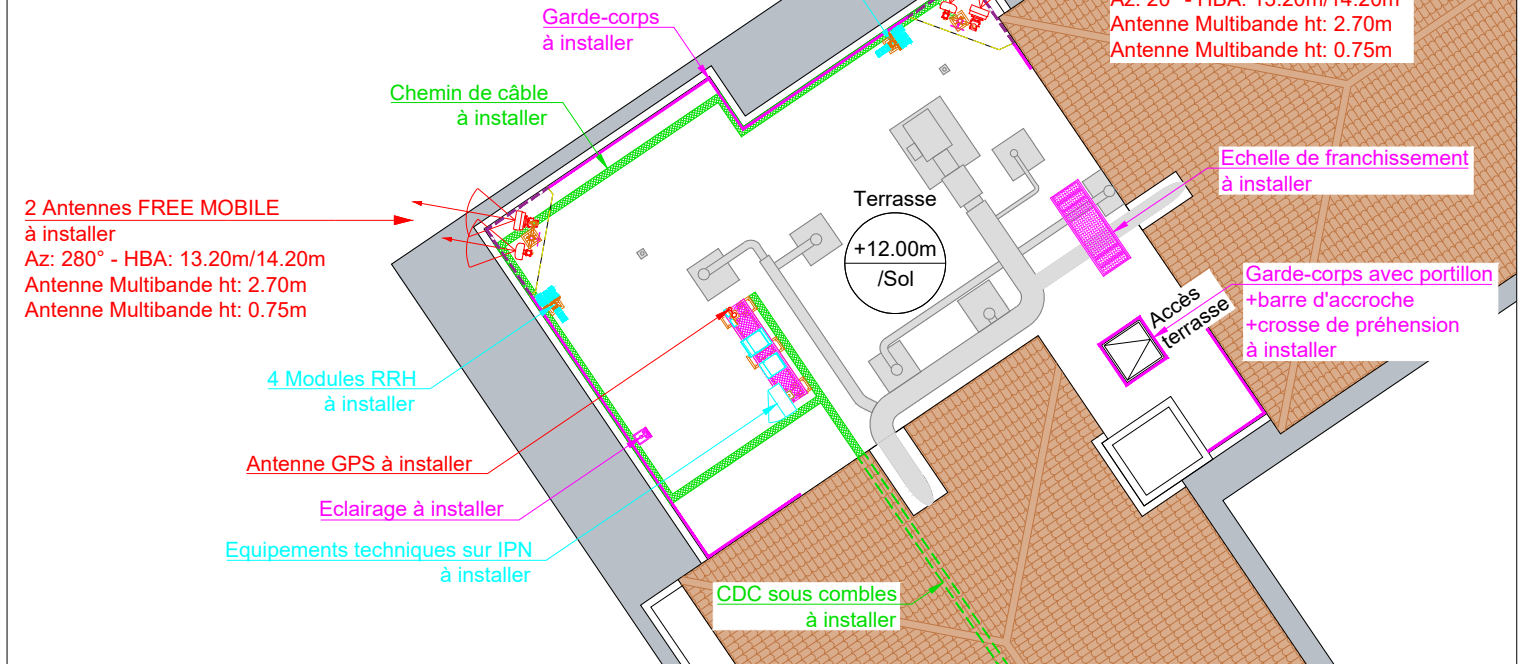 Garde-corps
à installer
Az: 20° - HBA: 13.20m/14.20m
Antenne Multibande ht: 2.70m
Antenne Multibande ht: 0.75m
Chemin de câble
à installer
Echelle de franchissement
à installer
2 Antennes FREE MOBILE
à installer
Az: 280° - HBA: 13.20m/14.20m
Antenne Multibande ht: 2.70m
Antenne Multibande ht: 0.75m
Terrasse
+12.00m
/Sol
Accès
terrasse
Garde-corps avec portillon
+barre d'accroche
+crosse de préhension
à installer
4 Modules RRH
à installer
Antenne GPS à installer
Eclairage à installer
Equipements techniques sur IPN
à installer
CDC sous combles
à installer